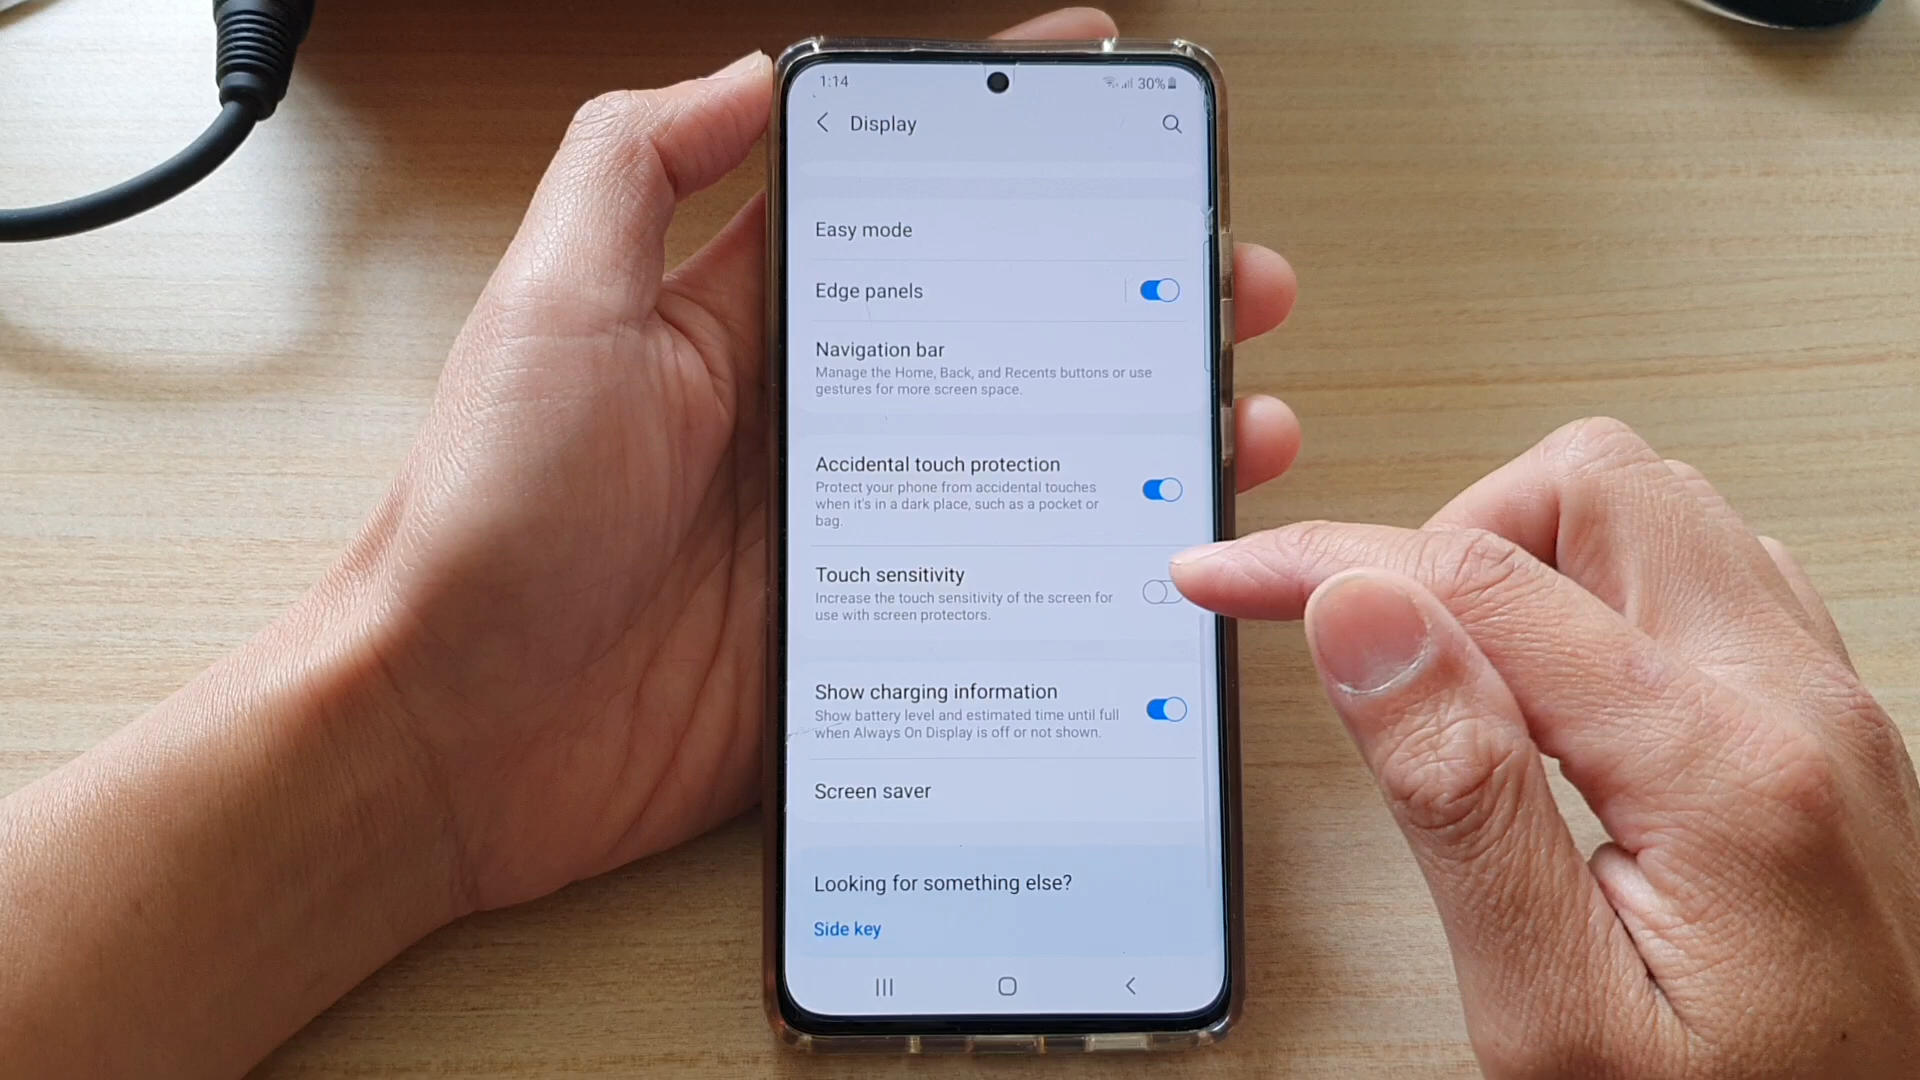 1:14
30%
Display
Easy mode
Edge panels
Navigation bar
Manage the Home, Back, and Recents buttons or use
gestures for more screen space.
Accidental touch protection
Protect your phone from accidental touches
when it's in a dark place, such as a pocket or
bag.
Touch sensitivity
Increase the touch sensitivity of the screen for
use with screen protectors.
Show charging information
Show battery level and estimated time until full
when Always On Display is off or not shown.
Screen saver
Looking for something else?
Side key